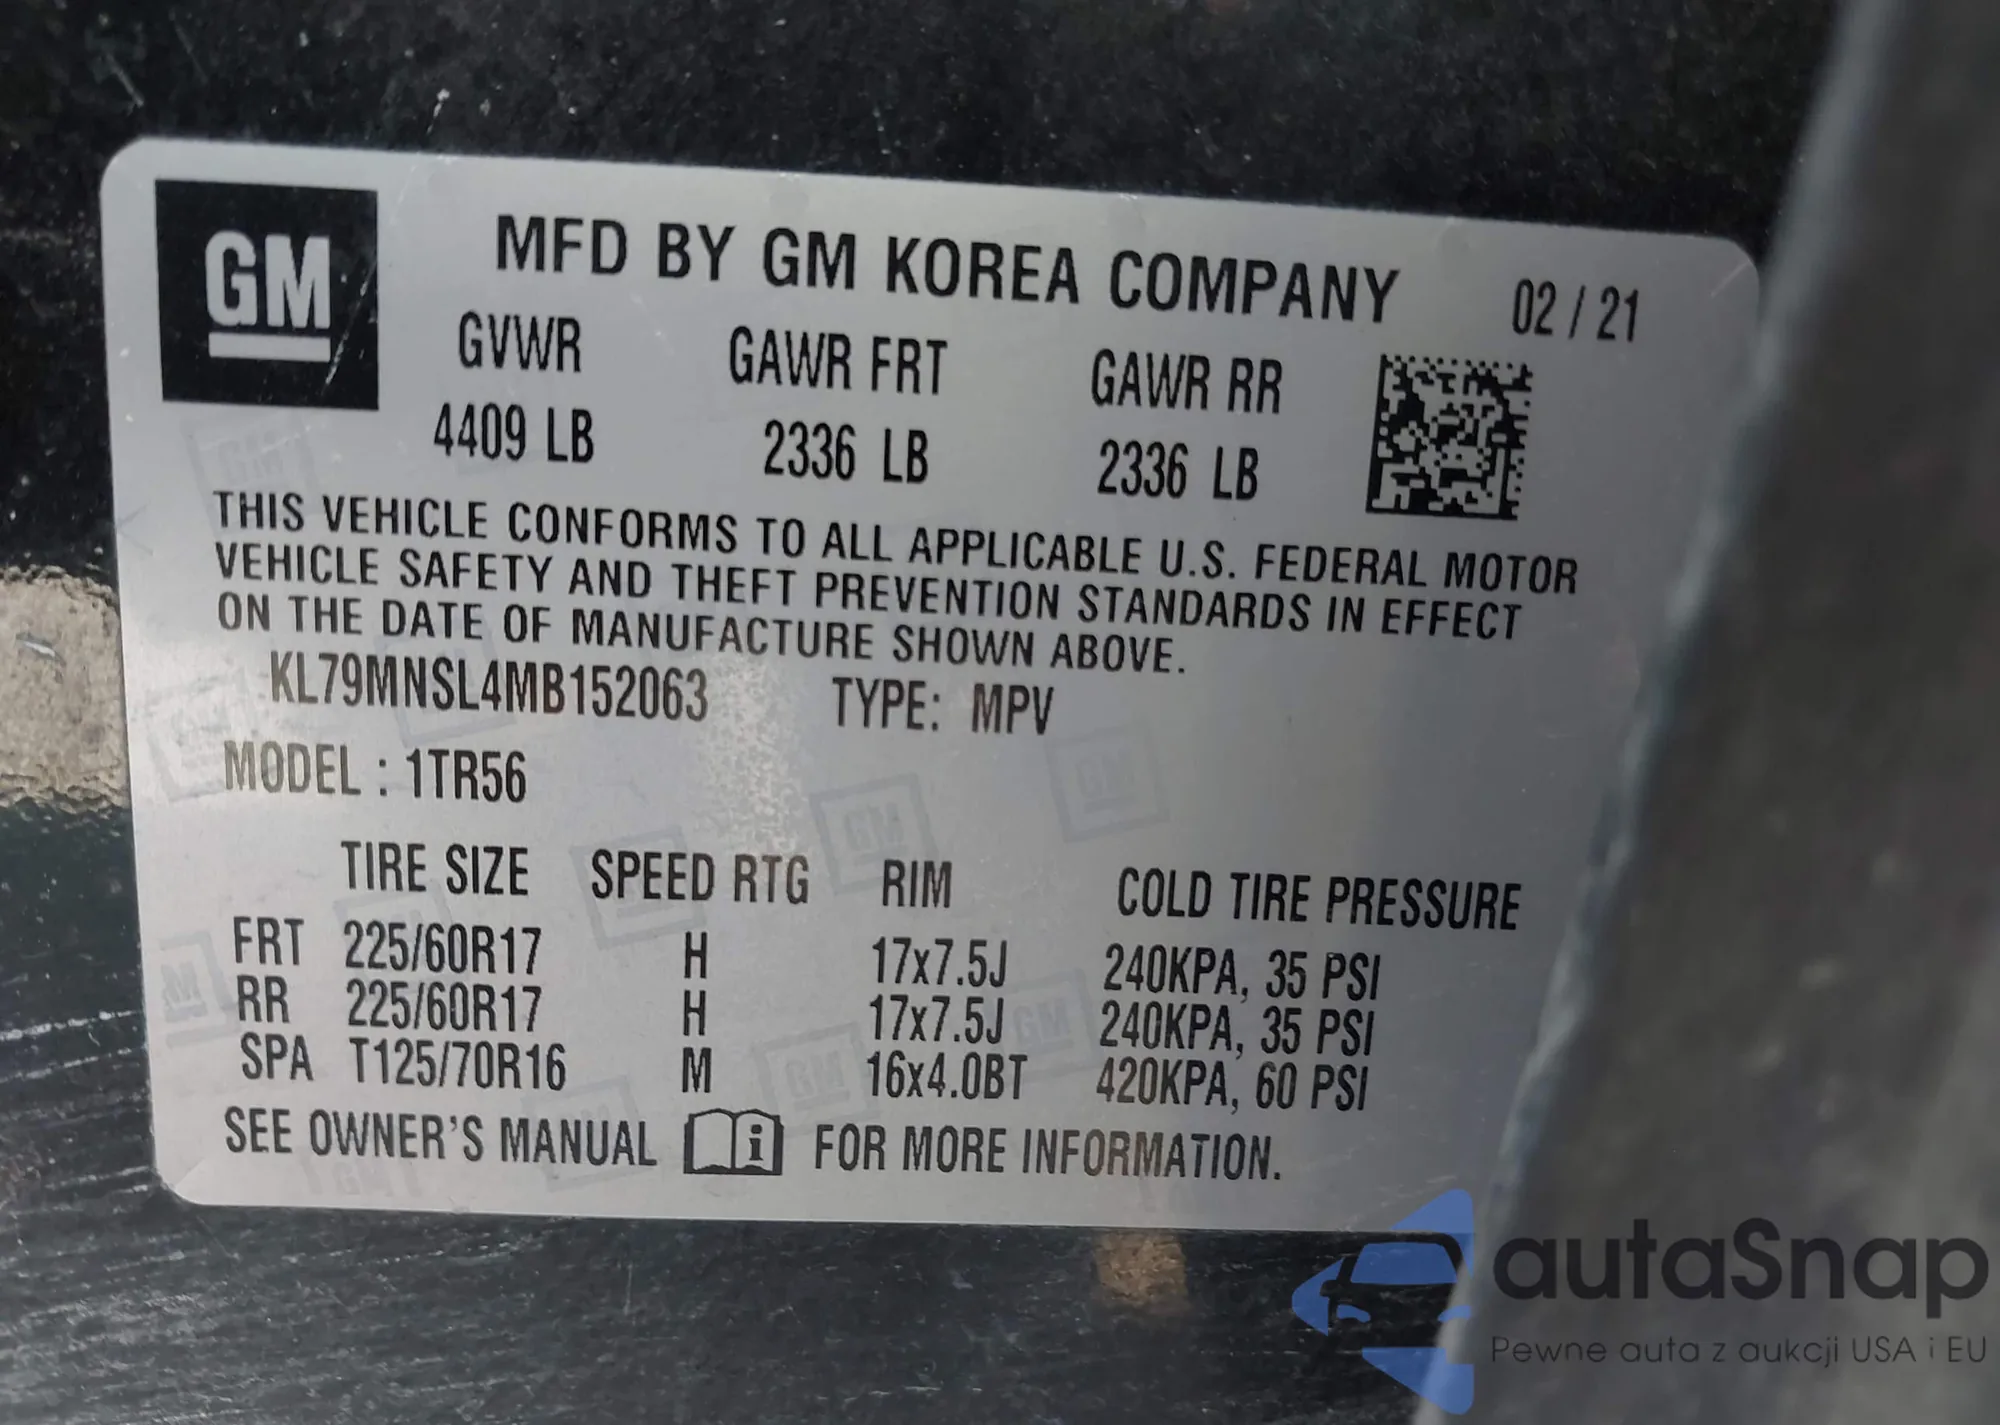 GM
MFD BY GM KOREA COMPANY 02 / 21
GVWR GAWR FRT GAWR RR
4409 LB 2336 LB 2336 LB
THIS VEHICLE CONFORMS TO ALL APPLICABLE U.S. FEDERAL MOTOR
VEHICLE SAFETY AND THEFT PREVENTION STANDARDS IN EFFECT
ON THE DATE OF MANUFACTURE SHOWN ABOVE.
KL79MNSL4MB152063 TYPE: MPV
MODEL : 1TR56
TIRE SIZE SPEED RTG RIM COLD TIRE PRESSURE
FRT 225/60R17 H 17x7.5J 240KPA, 35 PSI
RR 225/60R17 H 17x7.5J 240KPA, 35 PSI
SPA T125/70R16 M 16x4.0BT 420KPA, 60 PSI
SEE OWNER'S MANUAL i FOR MORE INFORMATION.
autaSnap
Pewne auta z aukcji USA i EU